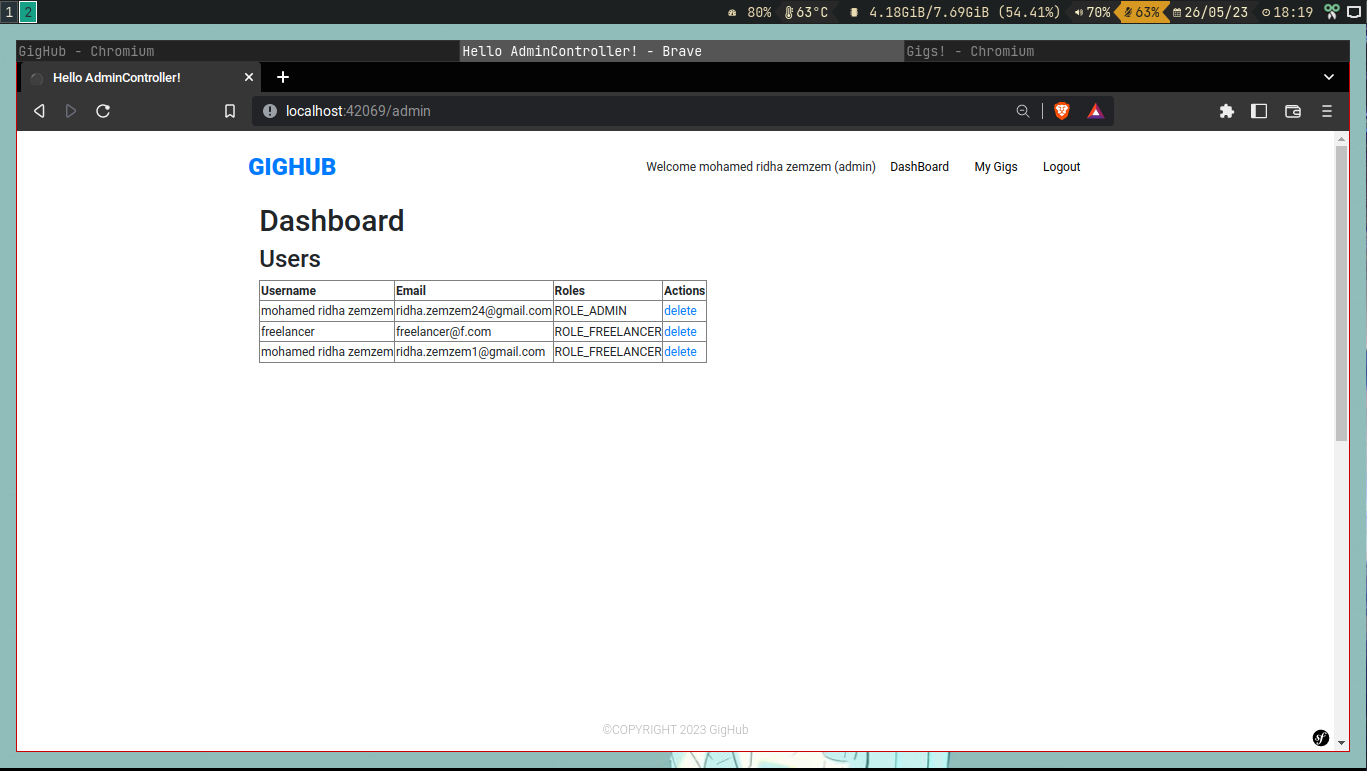 1 2 80% 63°C 4.18GiB/7.69GiB (54.41%) 70% 63% 26/05/23 18:19
GigHub - Chromium Hello AdminController! - Brave Gigs! - Chromium
Hello AdminController!
localhost:42069/admin
GIGHUB Welcome mohamed ridha zemzem (admin) DashBoard My Gigs Logout
Dashboard
Users
Username Email Roles Actions
mohamed ridha zemzem ridha.zemzem24@gmail.com ROLE_ADMIN delete
freelancer freelancer@f.com ROLE_FREELANCER delete
mohamed ridha zemzem ridha.zemzem1@gmail.com ROLE_FREELANCER delete
©COPYRIGHT 2023 GigHub
sf